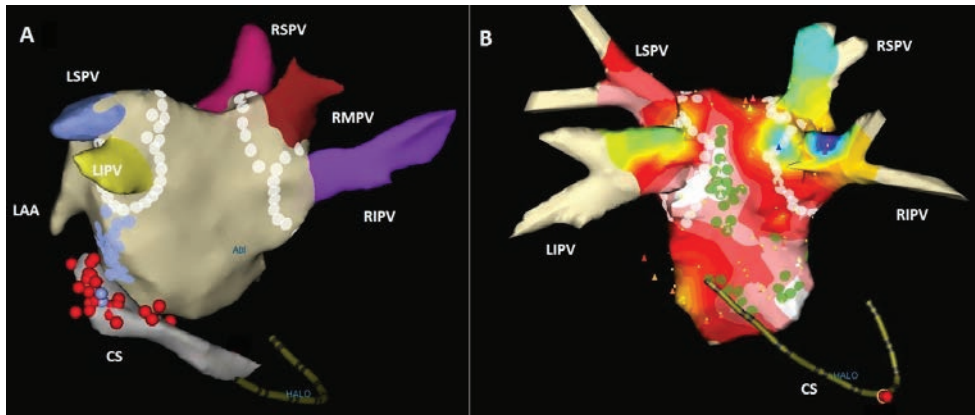 A
RSPV
LSPV
RMPV
LIPV
LAA
RIPV
ABl
CS
HALO
B
LSPV
RSPV
LIPV
RIPV
HALO
CS